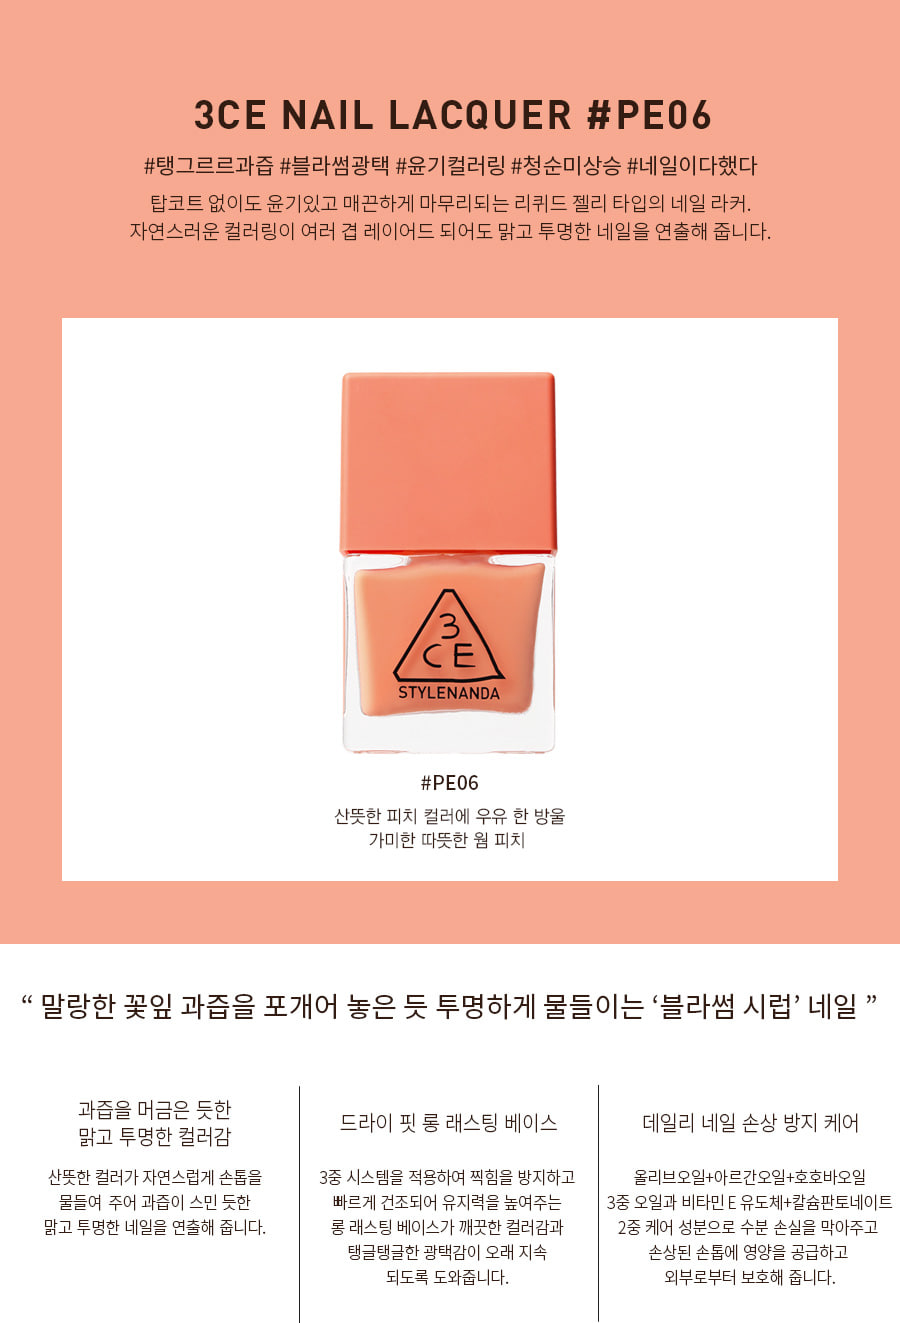 3CE NAIL LACQUER #PE06
#탱그르르과즙 #블라썸광택 #윤기컬러링 #청순미상승 #네일이다했다
탑코트 없이도 윤기있고 매끈하게 마무리되는 리퀴드 젤리 타입의 네일 라커.
자연스러운 컬러링이 여러 겹 레이어드 되어도 맑고 투명한 네일을 연출해 줍니다.
3
CE
STYLENANDA
#PE06
산뜻한 피치 컬러에 우유 한 방울
가미한 따뜻한 웜 피치
“ 말랑한 꽃잎 과즙을 포개어 놓은 듯 투명하게 물들이는 ‘블라썸 시럽’ 네일 ”
과즙을 머금은 듯한
맑고 투명한 컬러감
산뜻한 컬러가 자연스럽게 손톱을
물들여 주어 과즙이 스민 듯한
맑고 투명한 네일을 연출해 줍니다.
드라이 핏 롱 래스팅 베이스
3중 시스템을 적용하여 찍힘을 방지하고
빠르게 건조되어 유지력을 높여주는
롱 래스팅 베이스가 깨끗한 컬러감과
탱글탱글한 광택감이 오래 지속
되도록 도와줍니다.
데일리 네일 손상 방지 케어
올리브오일+아르간오일+호호바오일
3중 오일과 비타민 E 유도체+칼슘판토네이트
2중 케어 성분으로 수분 손실을 막아주고
손상된 손톱에 영양을 공급하고
외부로부터 보호해 줍니다.